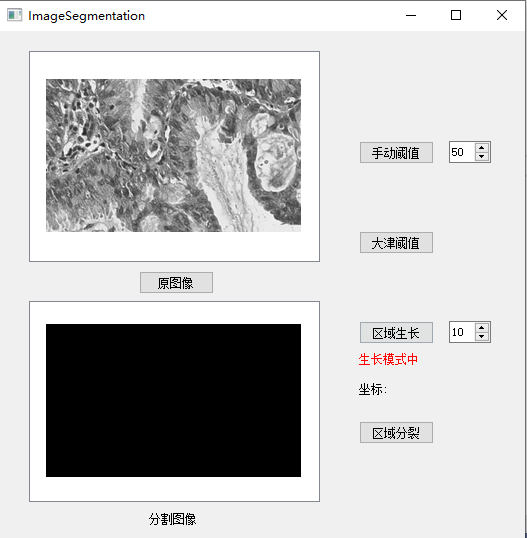 ImageSegmentation
手动阈值 50
大津阈值
原图像
区域生长 10
生长模式中
坐标:
区域分裂
分割图像